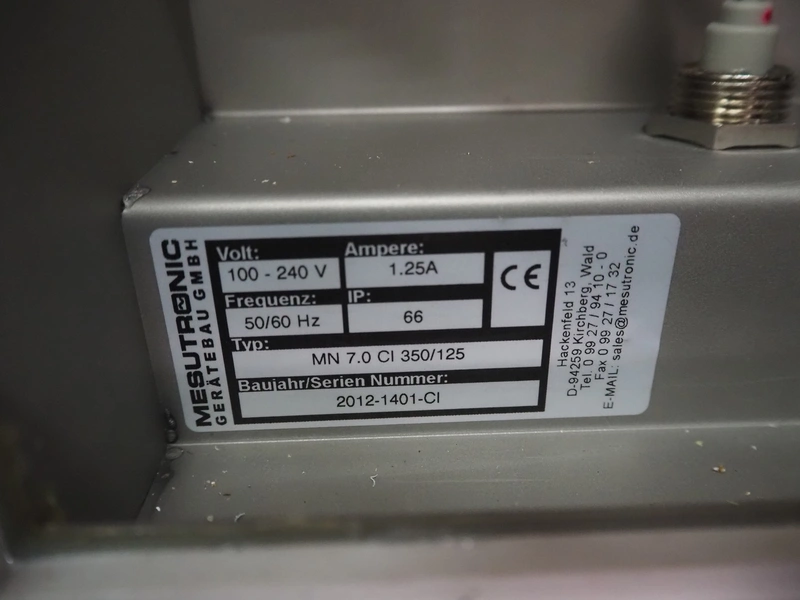 MESUTRONIC
GERÄTEBAU GMBH
Volt:
100 - 240 V
Ampere:
1.25A
Frequenz:
50/60 Hz
IP:
66
CE
Typ:
MN 7.0 CI 350/125
Baujahr/Serien Nummer:
2012-1401-CI
Hackenfeld 13
D-94259 Kirchberg, Wald
Tel. 0 99 27 / 94 10 - 0
Fax 0 99 27 / 17 32
E-MAIL: sales@mesutronic.de